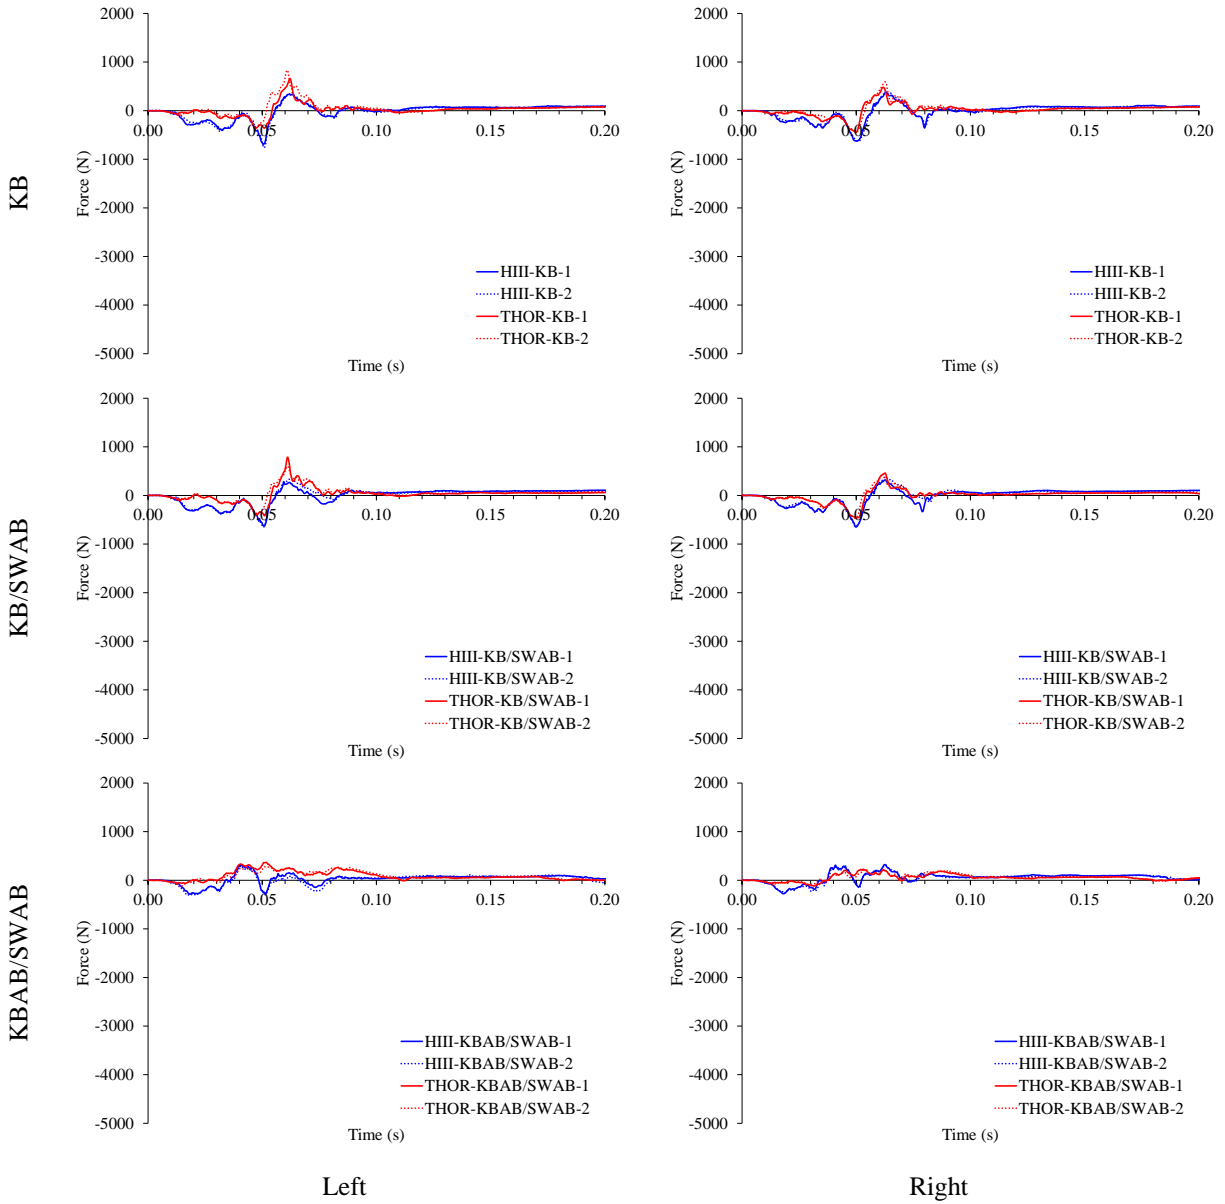 KB
2000
1000
0
-1000
-2000
-3000
-4000
-5000
0.00 0.05 0.10 0.15 0.20
Force (N)
Time (s)
HIII-KB-1
HIII-KB-2
THOR-KB-1
THOR-KB-2
2000
1000
0
-1000
-2000
-3000
-4000
-5000
0.00 0.05 0.10 0.15 0.20
Force (N)
Time (s)
HIII-KB-1
HIII-KB-2
THOR-KB-1
THOR-KB-2
KB/SWAB
2000
1000
0
-1000
-2000
-3000
-4000
-5000
0.00 0.05 0.10 0.15 0.20
Force (N)
Time (s)
HIII-KB/SWAB-1
HIII-KB/SWAB-2
THOR-KB/SWAB-1
THOR-KB/SWAB-2
2000
1000
0
-1000
-2000
-3000
-4000
-5000
0.00 0.05 0.10 0.15 0.20
Force (N)
Time (s)
HIII-KB/SWAB-1
HIII-KB/SWAB-2
THOR-KB/SWAB-1
THOR-KB/SWAB-2
KBAB/SWAB
2000
1000
0
-1000
-2000
-3000
-4000
-5000
0.00 0.05 0.10 0.15 0.20
Force (N)
Time (s)
HIII-KBAB/SWAB-1
HIII-KBAB/SWAB-2
THOR-KBAB/SWAB-1
THOR-KBAB/SWAB-2
2000
1000
0
-1000
-2000
-3000
-4000
-5000
0.00 0.05 0.10 0.15 0.20
Force (N)
Time (s)
HIII-KBAB/SWAB-1
HIII-KBAB/SWAB-2
THOR-KBAB/SWAB-1
THOR-KBAB/SWAB-2
Left
Right